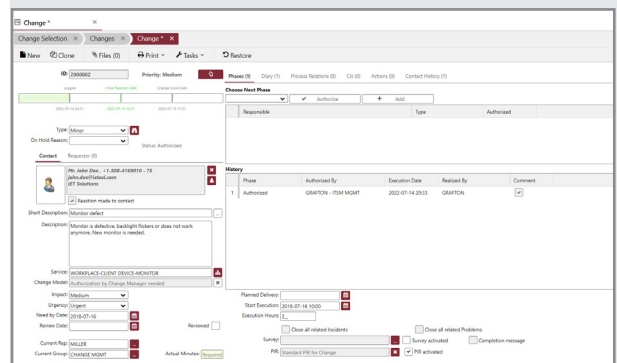 Change *
Change Selection Changes Change *
New Clone Files (0) Print Tasks Restore
ID: 2000002 Priority: Medium
Logged
Change Close Date
Type: Minor
On Hold Reason:
Status: Authorized
Contact Requester (0)
Mr. John Doe , +1-508-4168010 - 75
iET Solutions
Reaction made to contact
Short Description: Monitor defect ...
Description: Monitor is defective, backlight flickers or does not work
anymore. New monitor is needed.
Service: WORKPLACE-CLIENT DEVICE-MONITOR
Change Model: Authorization by Change Manager needed
Impact: Medium
Urgency: Urgent
Need by Date: 2018-07-16
Review Date: Reviewed
Current Rep: MILLER ...
Current Group: CHANGE MGMT ... Actual Minutes: Required
Phases (1) Diary (1) Process Relations (0) CIs (0) Actions (0) Contact History (1)
Choose Next Phase
Authorize + Add
Responsible Type Authorized
History
Phase Authorized By Execution Date Realized By Comment
1 Authorized GRAFTON - ITSM MGMT 2022-07-14 20:33 GRAFTON
Planned Delivery:
Start Execution: 2018-07-16 10:00
Execution Hours: 2._
Close all related Incidents Close all related Problems
Survey: ... Survey activated Completion message
PIR: Standard PIR for Change PIR activated